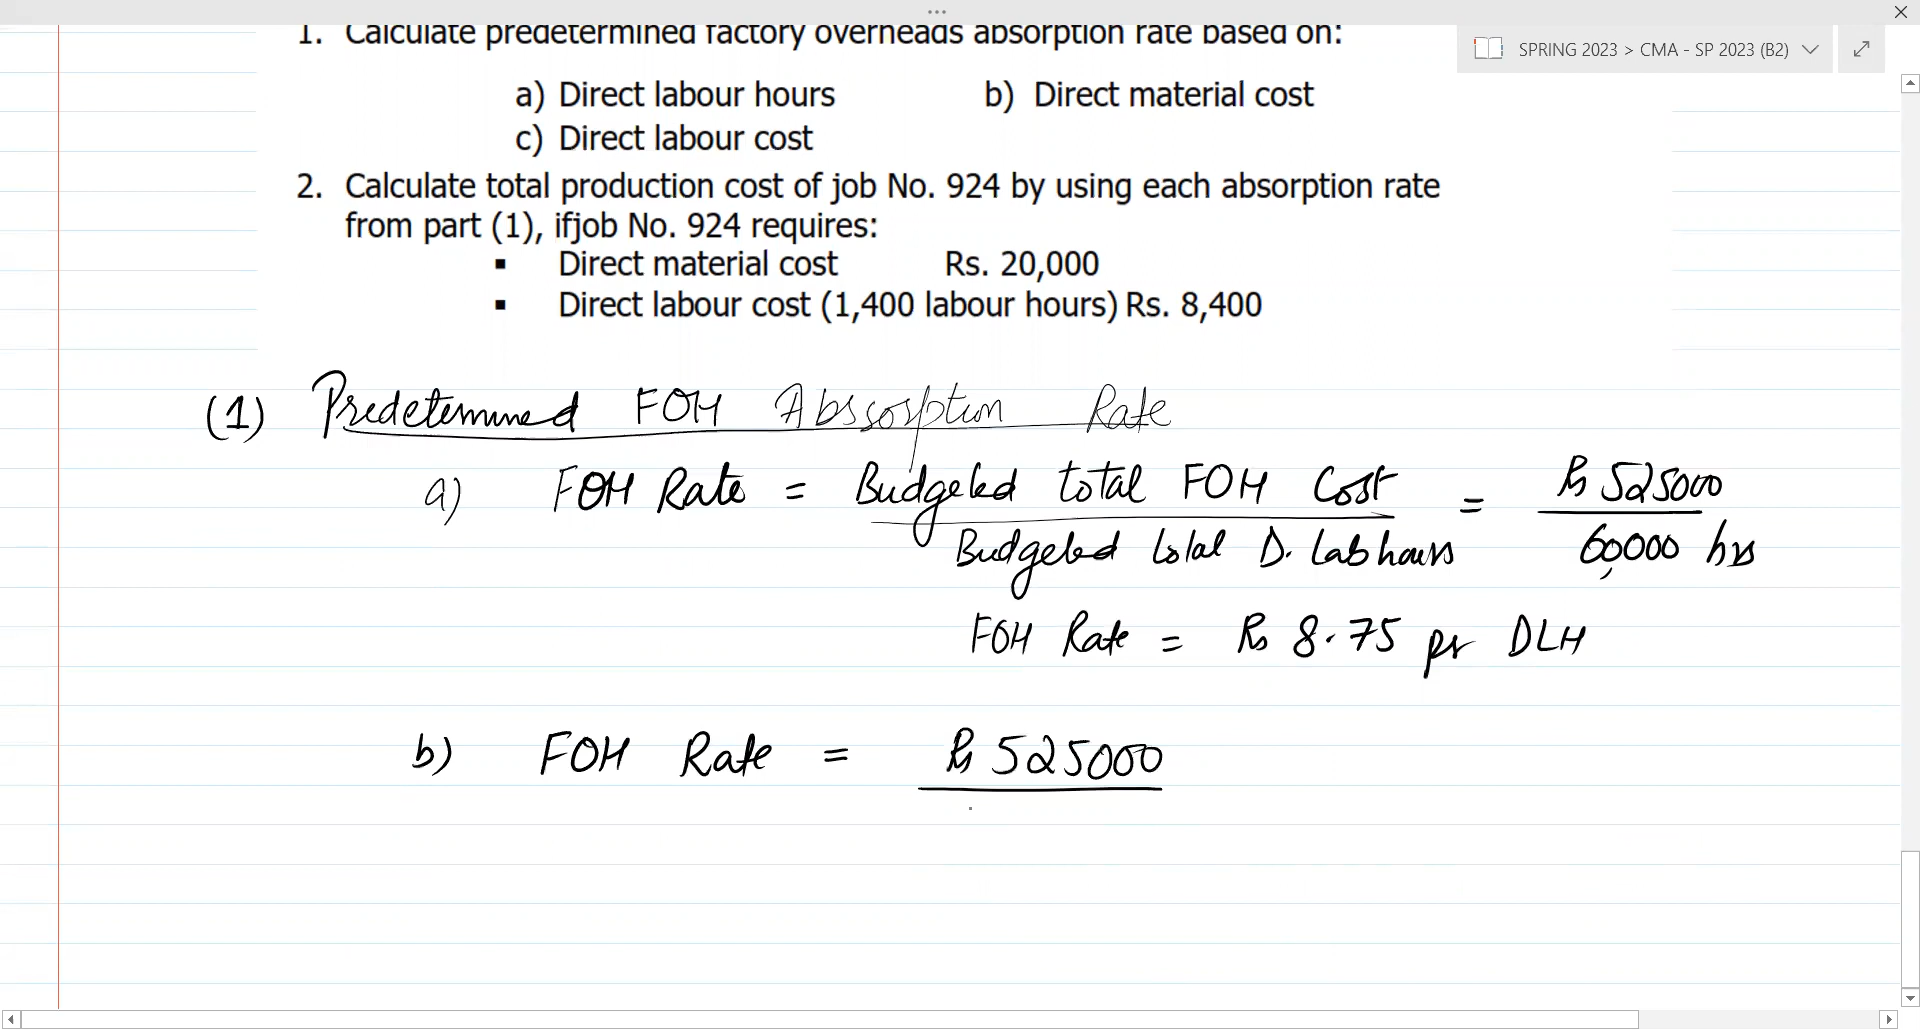 1. Calculate predetermined factory overheads absorption rate based on:
SPRING 2023 > CMA - SP 2023 (B2)
a) Direct labour hours b) Direct material cost
c) Direct labour cost
2. Calculate total production cost of job No. 924 by using each absorption rate
from part (1), ifjob No. 924 requires:
▪ Direct material cost Rs. 20,000
▪ Direct labour cost (1,400 labour hours) Rs. 8,400
(1) Predetermined FOH Abscorption Rate
a) FOH Rate = Budgeted total FOH Cost = Rs 525000
Budgeted total D. Lab hours 60,000 hrs
FOH Rate = Rs 8.75 pr DLH
b) FOH Rate = Rs 525000